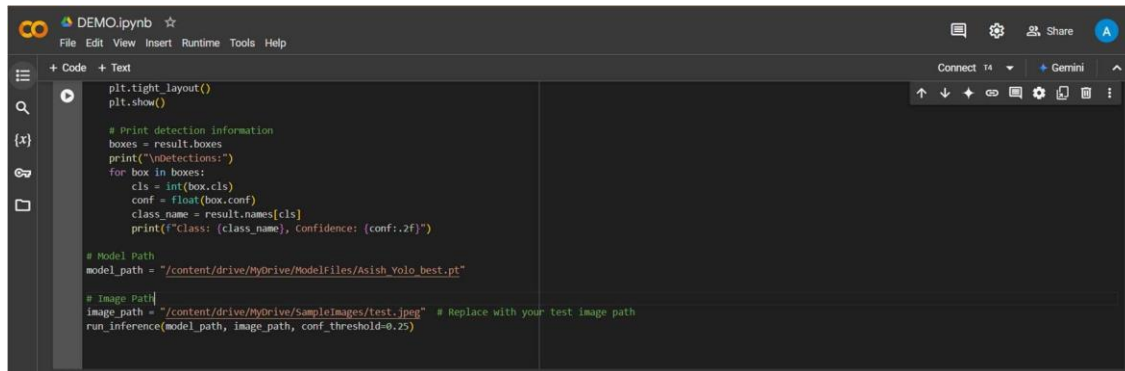 DEMO.ipynb
File Edit View Insert Runtime Tools Help
Share
A
+ Code + Text
Connect T4
Gemini
{x}
plt.tight_layout()
plt.show()
# Print detection information
boxes = result.boxes
print("\nDetections:")
for box in boxes:
cls = int(box.cls)
conf = float(box.conf)
class_name = result.names[cls]
print(f"Class: {class_name}, Confidence: {conf:.2f}")
# Model Path
model_path = "/content/drive/MyDrive/ModelFiles/Asish_Yolo_best.pt"
# Image Path
image_path = "/content/drive/MyDrive/SampleImages/test.jpeg" # Replace with your test image path
run_inference(model_path, image_path, conf_threshold=0.25)